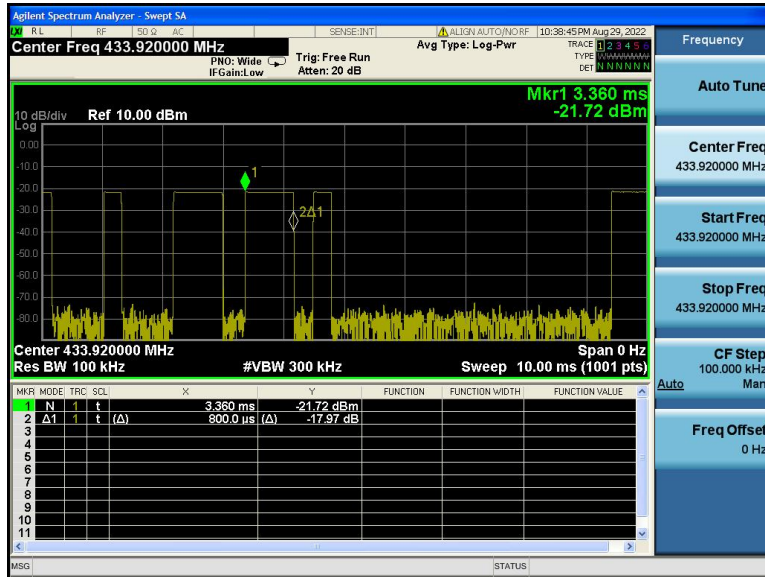 Agilent Spectrum Analyzer - Swept SA
LXI RL RF 50 Ω AC SENSE:INT ALIGN AUTO/NO RF 10:38:45 PM Aug 29, 2022
Center Freq 433.920000 MHz
PNO: Wide
IFGain:Low
Trig: Free Run
Atten: 20 dB
Avg Type: Log-Pwr
TRACE 1 2 3 4 5 6
TYPE
DET N N N N N N
Mkr1 3.360 ms
-21.72 dBm
10 dB/div Ref 10.00 dBm
Log
0.00
-10.0
-20.0
-30.0
-40.0
-50.0
-60.0
-70.0
-80.0
1
2Δ1
Center 433.920000 MHz Span 0 Hz
Res BW 100 kHz #VBW 300 kHz Sweep 10.00 ms (1001 pts)
MKR MODE TRC SCL X Y FUNCTION FUNCTION WIDTH FUNCTION VALUE
1 N 1 t 3.360 ms -21.72 dBm
2 Δ1 1 t (Δ) 800.0 µs (Δ) -17.97 dB
3
4
5
6
7
8
9
10
11
MSG STATUS
Frequency
Auto Tune
Center Freq
433.920000 MHz
Start Freq
433.920000 MHz
Stop Freq
433.920000 MHz
CF Step
100.000 kHz
Auto Man
Freq Offset
0 Hz